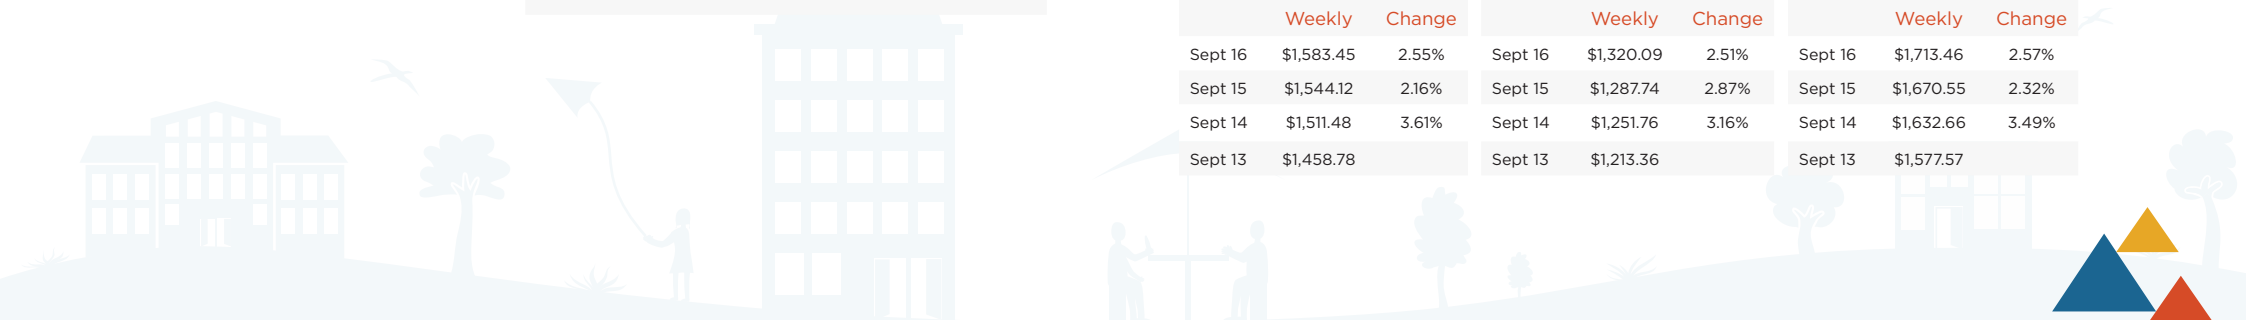 Weekly Change Weekly Change Weekly Change
Sept 16 $1,583.45 2.55% Sept 16 $1,320.09 2.51% Sept 16 $1,713.46 2.57%
Sept 15 $1,544.12 2.16% Sept 15 $1,287.74 2.87% Sept 15 $1,670.55 2.32%
Sept 14 $1,511.48 3.61% Sept 14 $1,251.76 3.16% Sept 14 $1,632.66 3.49%
Sept 13 $1,458.78 Sept 13 $1,213.36 Sept 13 $1,577.57